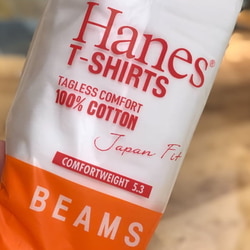 Hanes®
T-SHIRTS
TAGLESS COMFORT
100% COTTON
Japan Fit
COMFORTWEIGHT 5.3
BEAMS